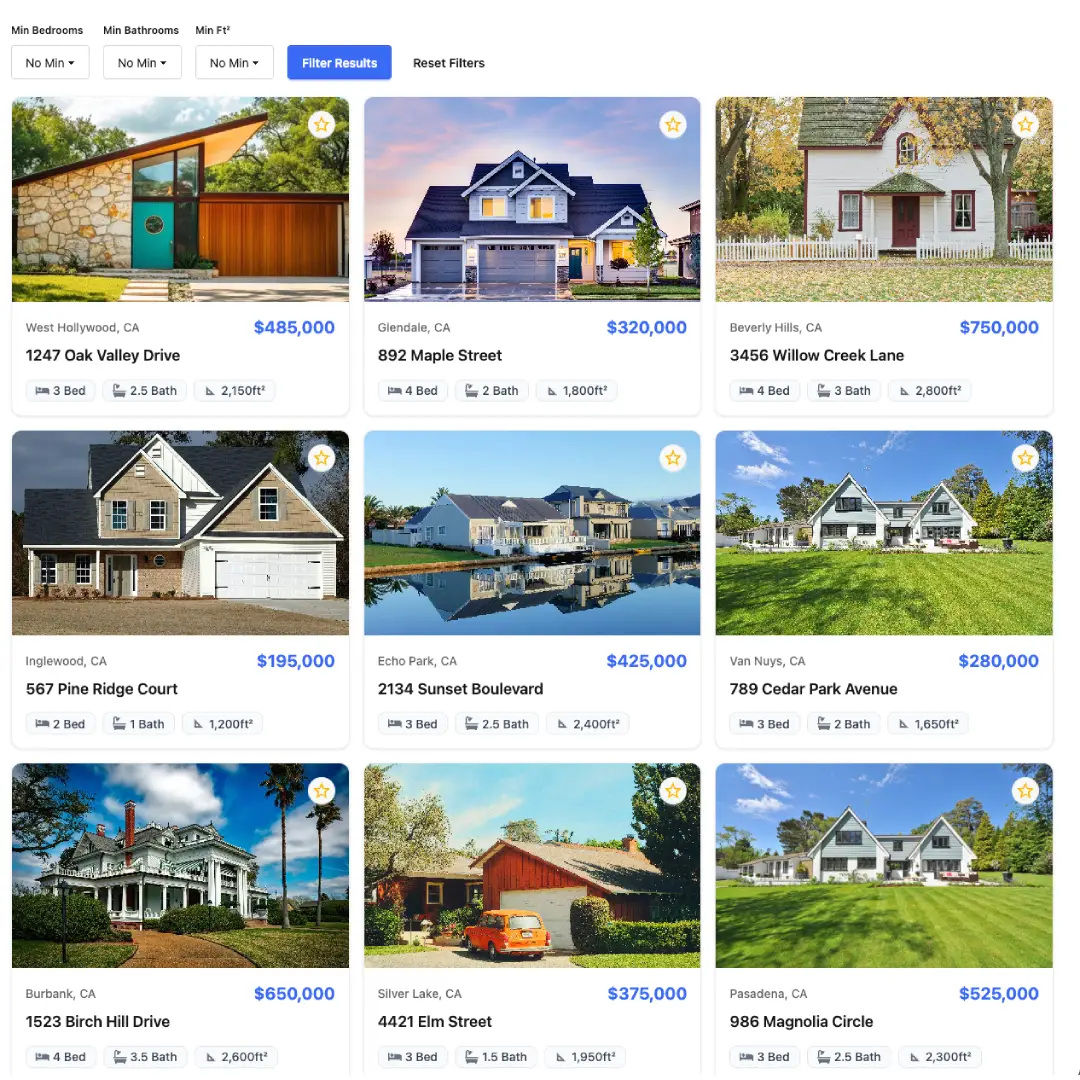 Min Bedrooms Min Bathrooms Min Ft²
No Min No Min No Min Filter Results Reset Filters
West Hollywood, CA $485,000
1247 Oak Valley Drive
3 Bed 2.5 Bath 2,150ft²
Glendale, CA $320,000
892 Maple Street
4 Bed 2 Bath 1,800ft²
Beverly Hills, CA $750,000
3456 Willow Creek Lane
4 Bed 3 Bath 2,800ft²
Inglewood, CA $195,000
567 Pine Ridge Court
2 Bed 1 Bath 1,200ft²
Echo Park, CA $425,000
2134 Sunset Boulevard
3 Bed 2.5 Bath 2,400ft²
Van Nuys, CA $280,000
789 Cedar Park Avenue
3 Bed 2 Bath 1,650ft²
Burbank, CA $650,000
1523 Birch Hill Drive
4 Bed 3.5 Bath 2,600ft²
Silver Lake, CA $375,000
4421 Elm Street
3 Bed 1.5 Bath 1,950ft²
Pasadena, CA $525,000
986 Magnolia Circle
3 Bed 2.5 Bath 2,300ft²